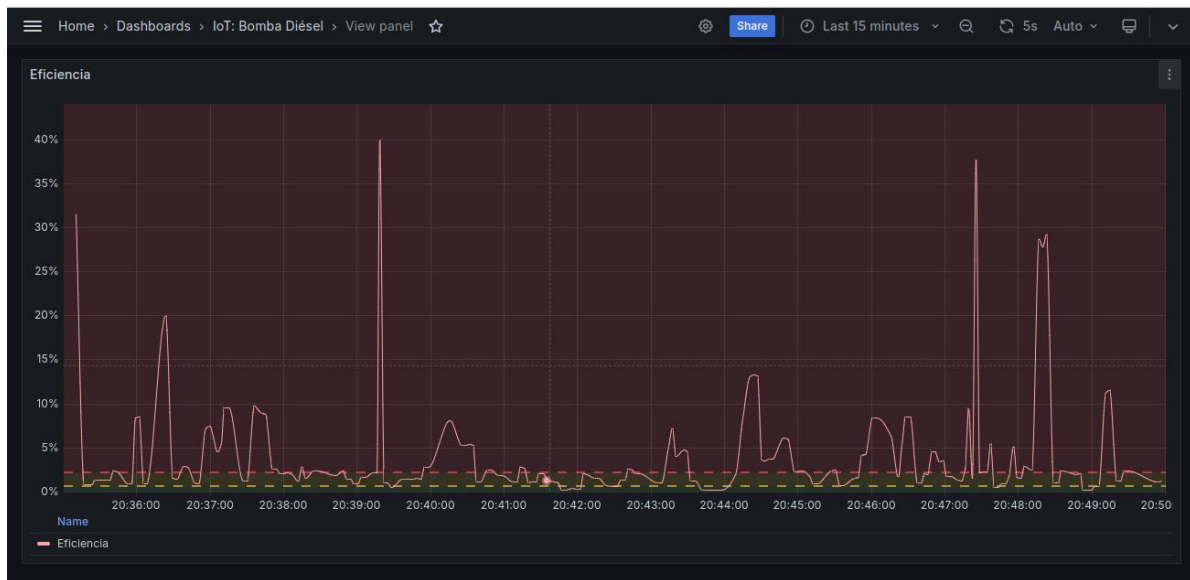 Home › Dashboards › IoT: Bomba Diésel › View panel
Share
Last 15 minutes
5s
Auto
Eficiencia
40%
35%
30%
25%
20%
15%
10%
5%
0%
20:36:00 20:37:00 20:38:00 20:39:00 20:40:00 20:41:00 20:42:00 20:43:00 20:44:00 20:45:00 20:46:00 20:47:00 20:48:00 20:49:00 20:50:
Name
Eficiencia